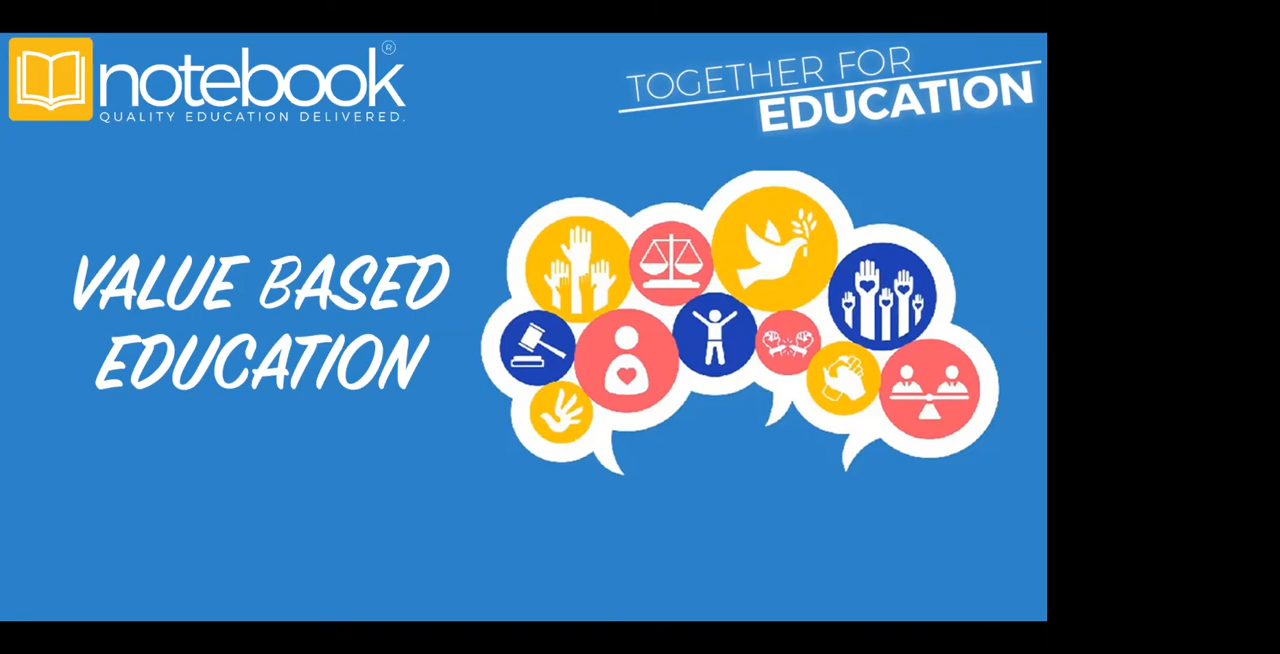 notebook®
QUALITY EDUCATION DELIVERED.
TOGETHER FOR
EDUCATION
VALUE BASED
EDUCATION